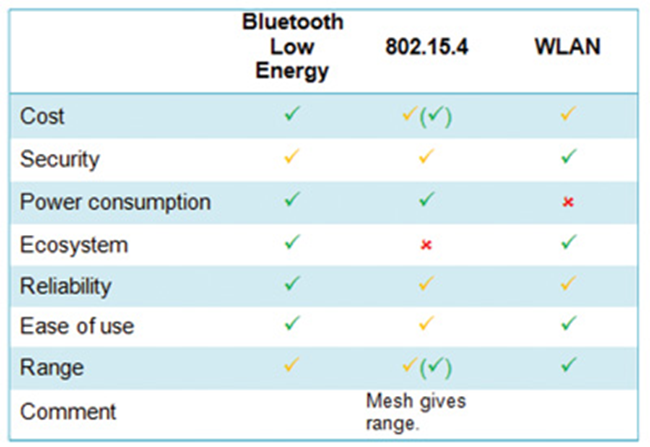 Bluetooth Low Energy 802.15.4 WLAN
Cost ✓ ✓(✓) ✓
Security ✓ ✓ ✓
Power consumption ✓ ✓ ✗
Ecosystem ✓ ✗ ✓
Reliability ✓ ✓ ✓
Ease of use ✓ ✓ ✓
Range ✓ ✓(✓) ✓
Comment Mesh gives
range.